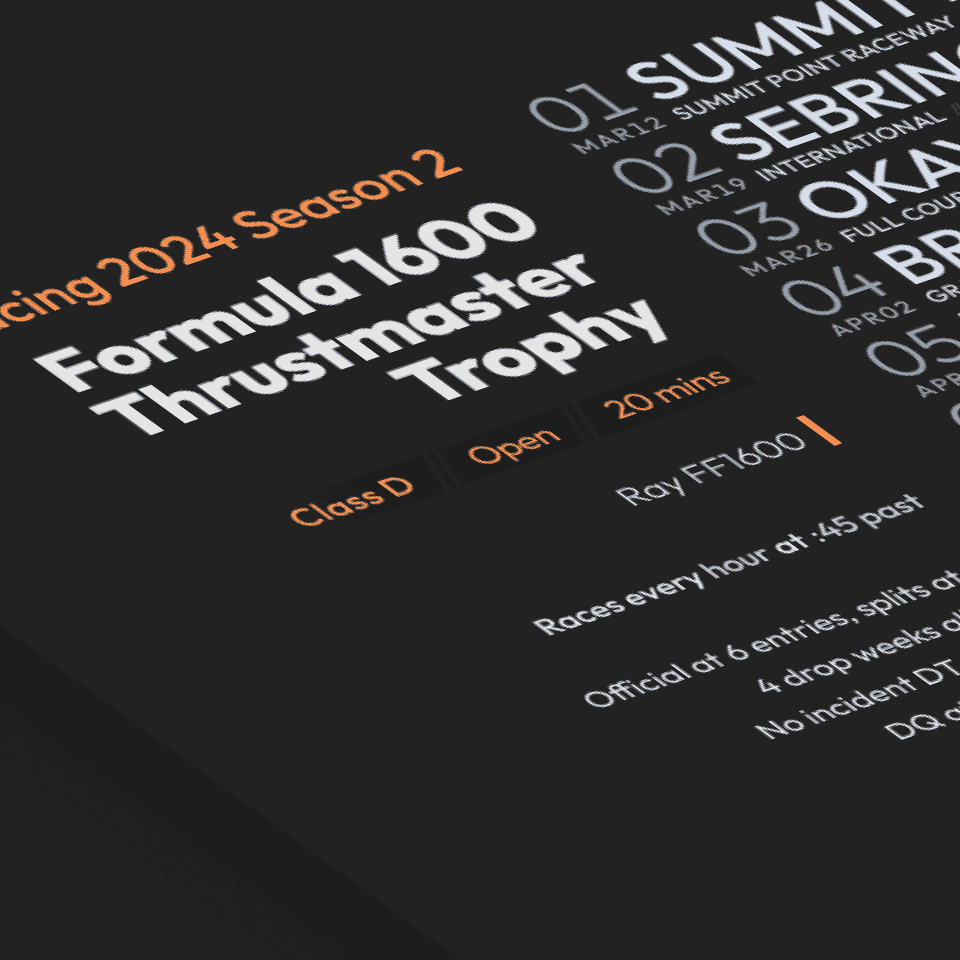 cing 2024 Season 2
Formula 1600
Thrustmaster
Trophy
Class D Open 20 mins
Ray FF1600
Races every hour at :45 past
Official at 6 entries, splits at
4 drop weeks
No incident DT
DQ
01 SUMMIT
MAR12 SUMMIT POINT RACEWAY
02 SEBRING
MAR19 INTERNATIONAL
03 OKAY
MAR26 FULL COUR
04 BR
APR02 GR
05
APR